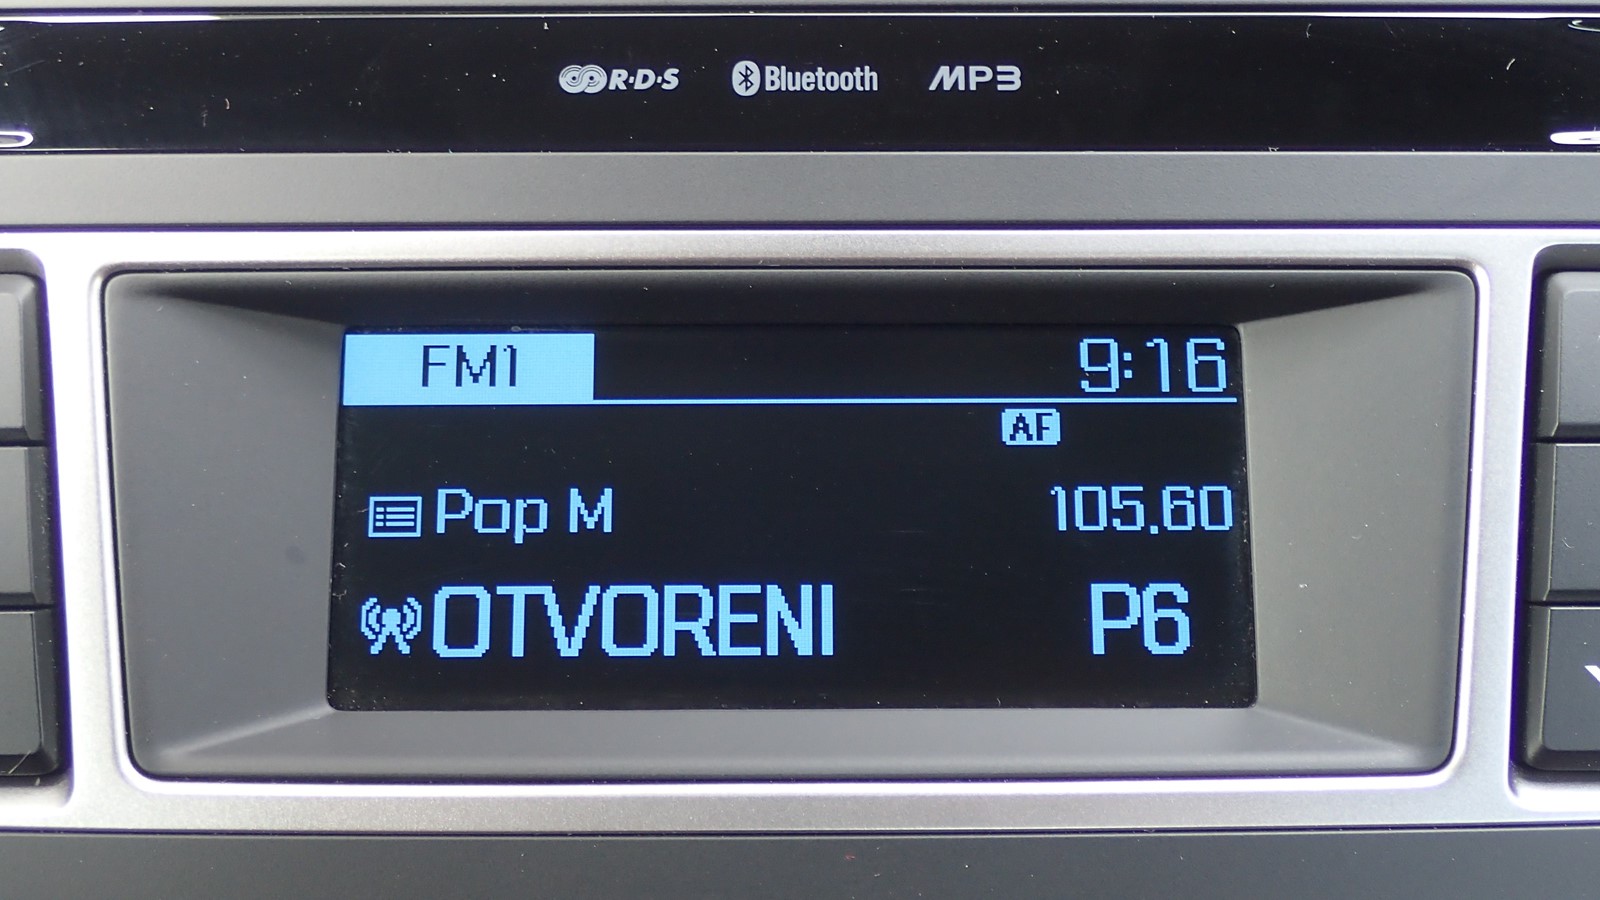 R·D·S Bluetooth MP3
FM1 9:16
AF
Pop M 105.60
OTVORENI P6